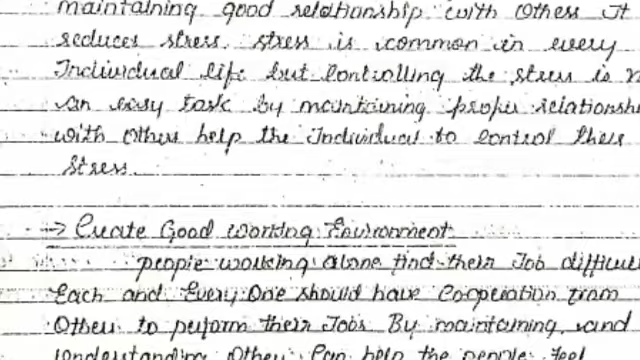 maintaining good relationship with others It
reduces stress. stress is common in every
Individual life but Controlling the stress is
an easy task by maintaining proper relationsh
with others help the Individual to control their
stress.
→ Create Good working Environment
people working alone find their Job difficul
Each and Every One should have Cooperation from
Others to perform their Jobs By maintaining and
Understanding Others Can help the people feel